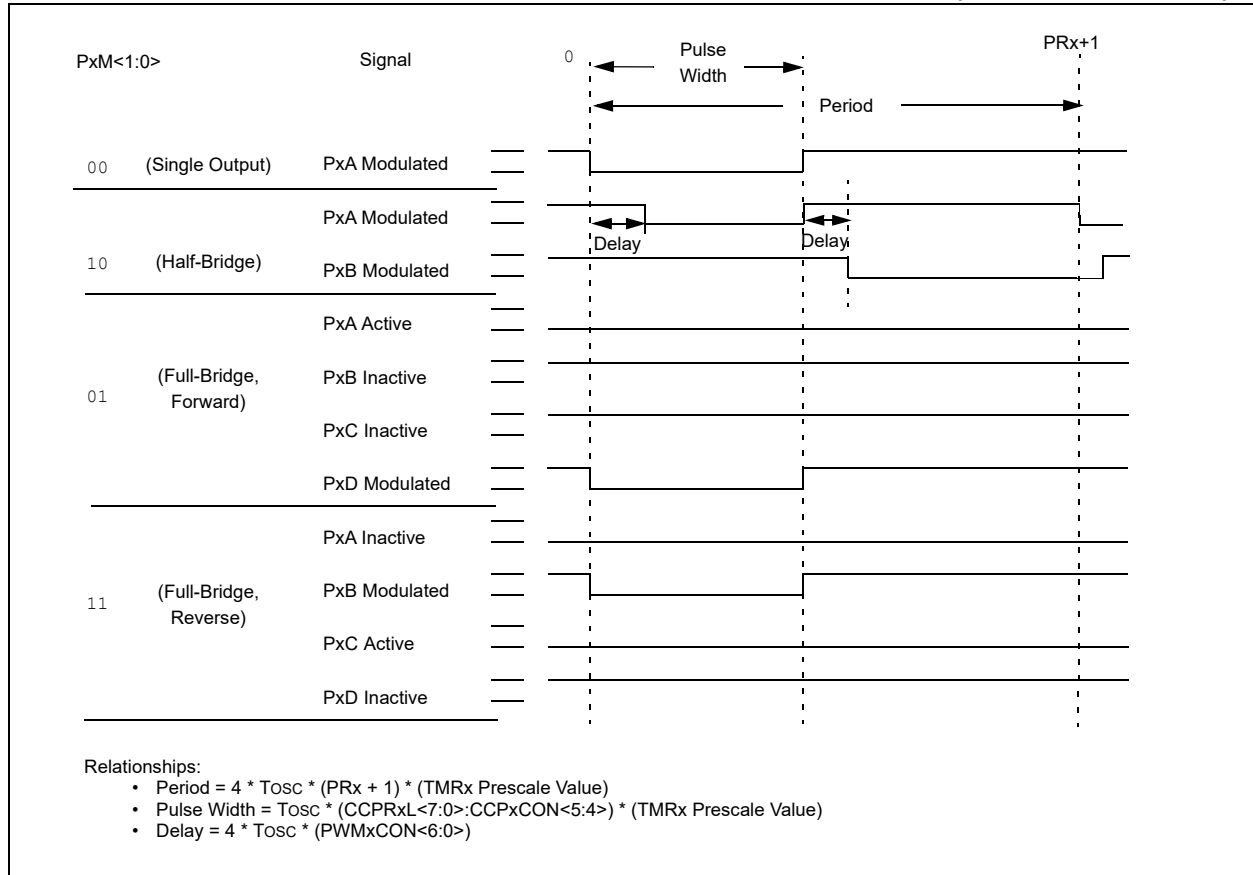 PRx+1
PxM<1:0>
Signal
0
Pulse
Width
Period
00
(Single Output)
PxA Modulated
PxA Modulated
Delay
Delay
10
(Half-Bridge)
PxB Modulated
PxA Active
(Full-Bridge,
Forward)
PxB Inactive
01
PxC Inactive
PxD Modulated
PxA Inactive
(Full-Bridge,
Reverse)
PxB Modulated
11
PxC Active
PxD Inactive
Relationships:
• Period = 4 * TOSC * (PRx + 1) * (TMRx Prescale Value)
• Pulse Width = TOSC * (CCPRxL<7:0>:CCPxCON<5:4>) * (TMRx Prescale Value)
• Delay = 4 * TOSC * (PWMxCON<6:0>)